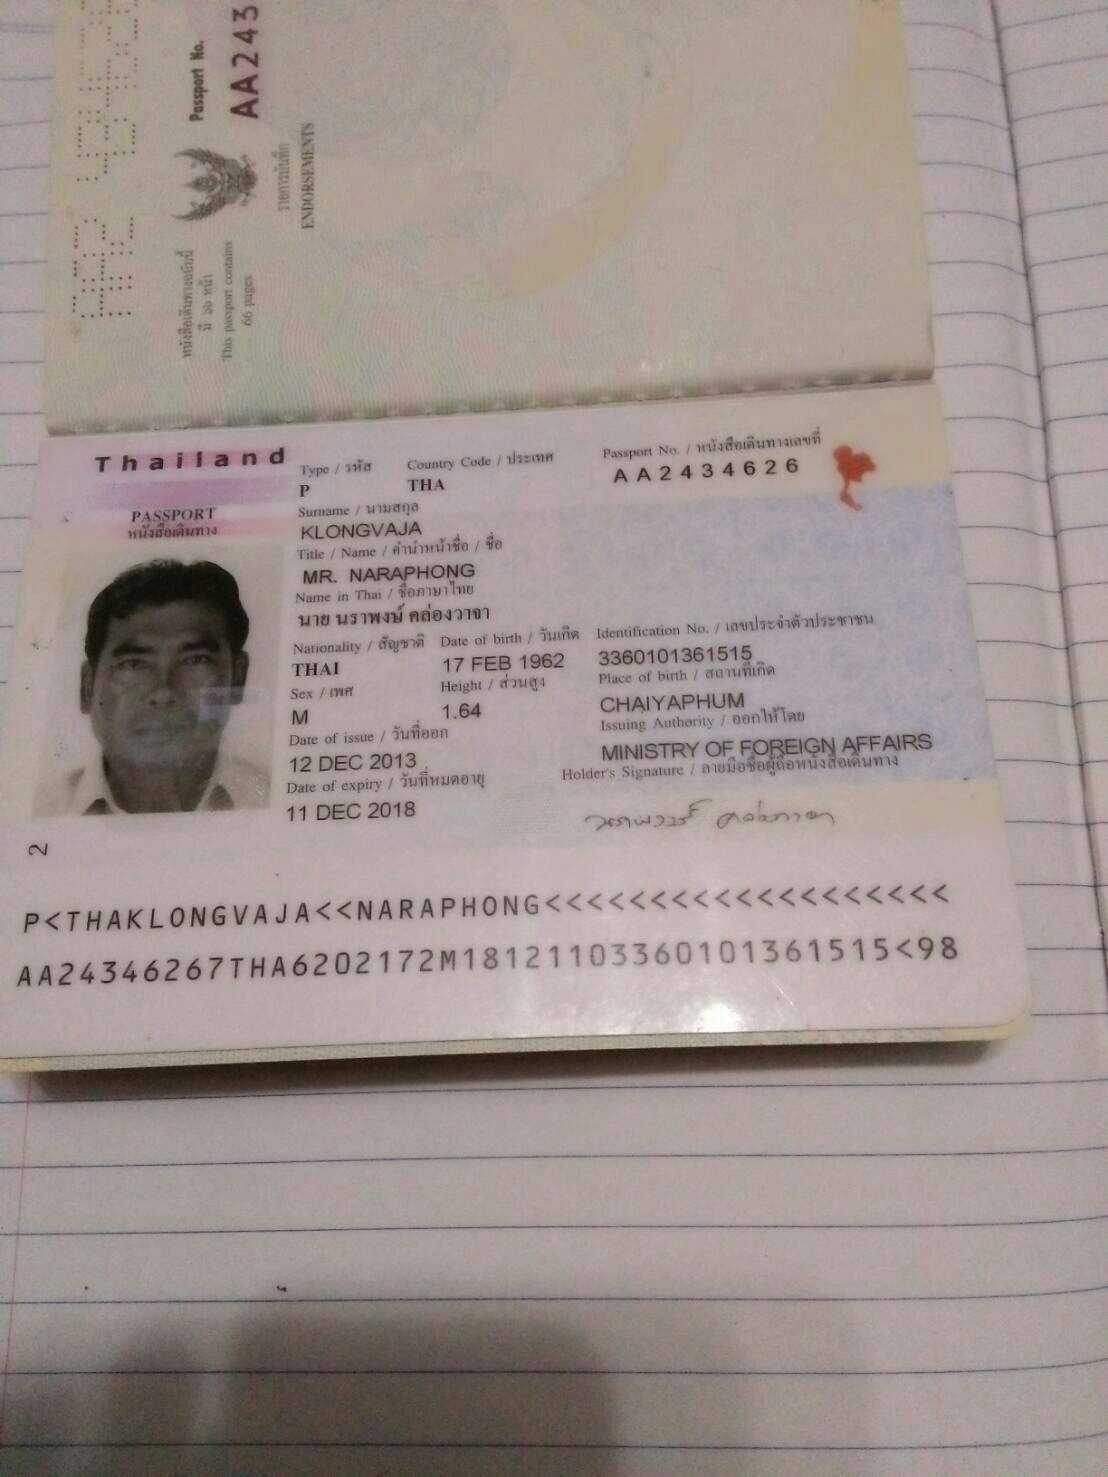 Passport No.
AA243
รายการบันทึก
ENDORSEMENTS
หนังสือเดินทางฉบับนี้
มี ๖๖ หน้า
This passport contains
66 pages
Thailand
PASSPORT
หนังสือเดินทาง
Type / รหัส Country Code / ประเทศ Passport No. / หนังสือเดินทางเลขที่
P THA AA2434626
Surname / นามสกุล
KLONGVAJA
Title / Name / คำนำหน้าชื่อ / ชื่อ
MR. NARAPHONG
Name in Thai / ชื่อภาษาไทย
นาย นราพงษ์ คล่องวาจา
Nationality / สัญชาติ Date of birth / วันเกิด Identification No. / เลขประจำตัวประชาชน
THAI 17 FEB 1962 3360101361515
Sex / เพศ Height / ส่วนสูง Place of birth / สถานที่เกิด
M 1.64 CHAIYAPHUM
Date of issue / วันที่ออก Issuing Authority / ออกให้โดย
12 DEC 2013 MINISTRY OF FOREIGN AFFAIRS
Date of expiry / วันที่หมดอายุ Holder's Signature / ลายมือชื่อผู้ถือหนังสือเดินทาง
11 DEC 2018
2
P<THAKLONGVAJA<<NARAPHONG<<<<<<<<<<<<<<<<<<<
AA24346267THA6202172M18121103360101361515<98